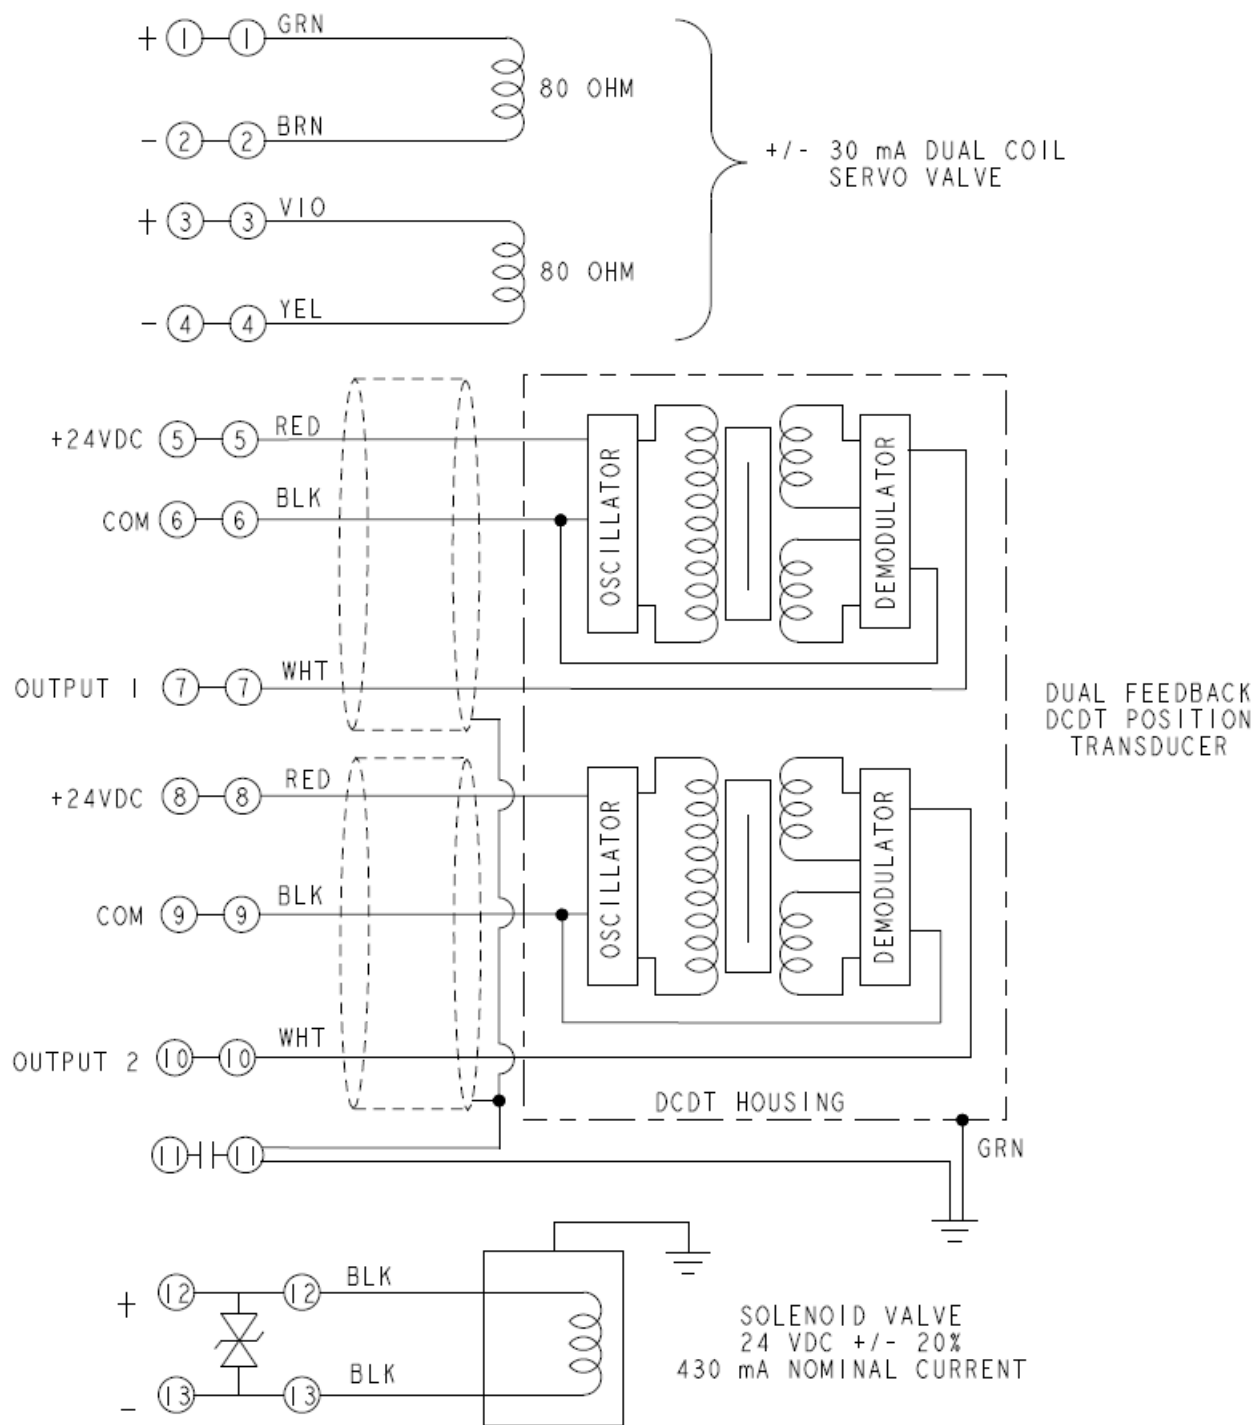 + 1 1 GRN
80 OHM
- 2 2 BRN
+/- 30 mA DUAL COIL
SERVO VALVE
+ 3 3 VIO
80 OHM
- 4 4 YEL
+24VDC 5 5 RED
COM 6 6 BLK
OSCILLATOR
DEMODULATOR
OUTPUT 1 7 7 WHT
DUAL FEEDBACK
DCDT POSITION
TRANSDUCER
+24VDC 8 8 RED
COM 9 9 BLK
OSCILLATOR
DEMODULATOR
OUTPUT 2 10 10 WHT
DCDT HOUSING
11 11
GRN
+ 12 12 BLK
- 13 13 BLK
SOLENOID VALVE
24 VDC +/- 20%
430 mA NOMINAL CURRENT